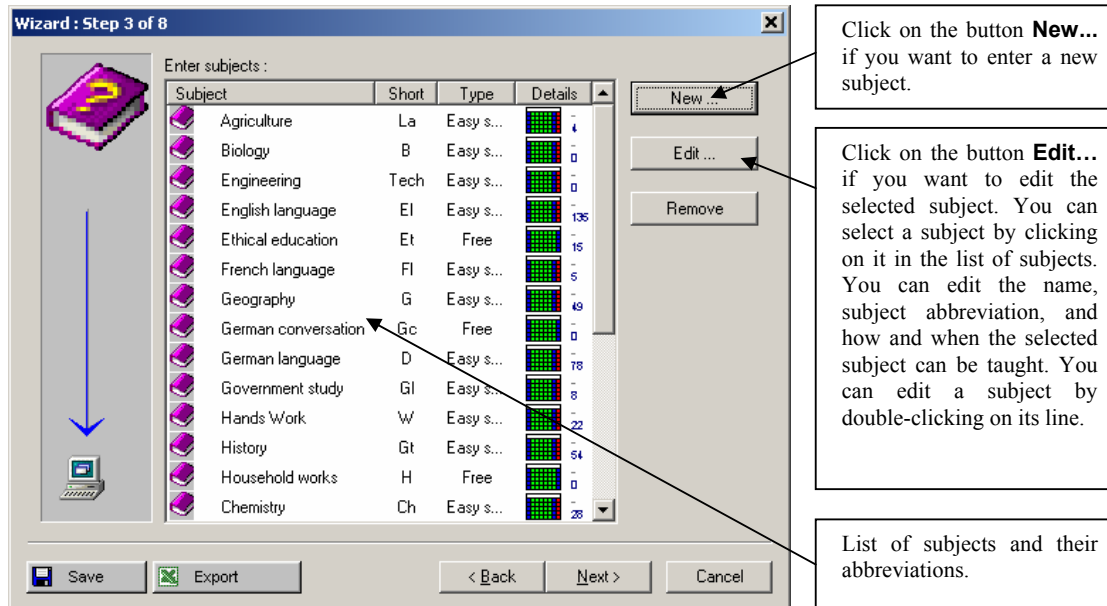 Wizard : Step 3 of 8
Enter subjects :
Subject Short Type Details
Agriculture La Easy s... - 4
Biology B Easy s... - 0
Engineering Tech Easy s... - 0
English language El Easy s... - 135
Ethical education Et Free - 15
French language Fl Easy s... - 5
Geography G Easy s... - 49
German conversation Gc Free - 0
German language D Easy s... - 78
Government study Gl Easy s... - 8
Hands Work W Easy s... - 22
History Gt Easy s... - 54
Household works H Free - 0
Chemistry Ch Easy s... - 28
New ...
Edit ...
Remove
Save
Export
< Back
Next >
Cancel
Click on the button New...
if you want to enter a new
subject.
Click on the button Edit…
if you want to edit the
selected subject. You can
select a subject by clicking
on it in the list of subjects.
You can edit the name,
subject abbreviation, and
how and when the selected
subject can be taught. You
can edit a subject by
double-clicking on its line.
List of subjects and their
abbreviations.